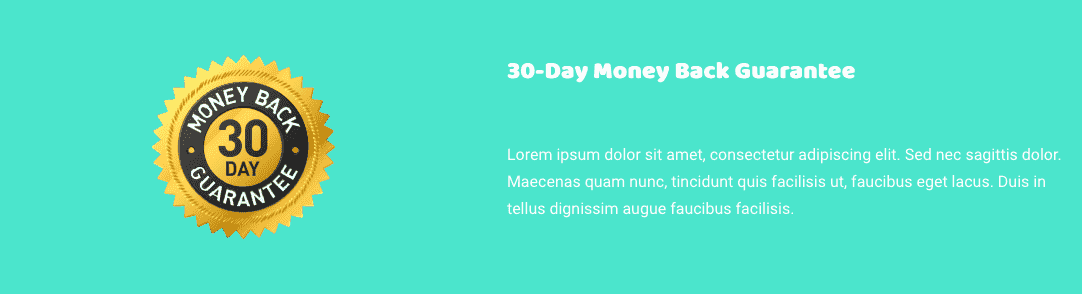 MONEY BACK
30
DAY
GUARANTEE
30-Day Money Back Guarantee
Lorem ipsum dolor sit amet, consectetur adipiscing elit. Sed nec sagittis dolor.
Maecenas quam nunc, tincidunt quis facilisis ut, faucibus eget lacus. Duis in
tellus dignissim augue faucibus facilisis.